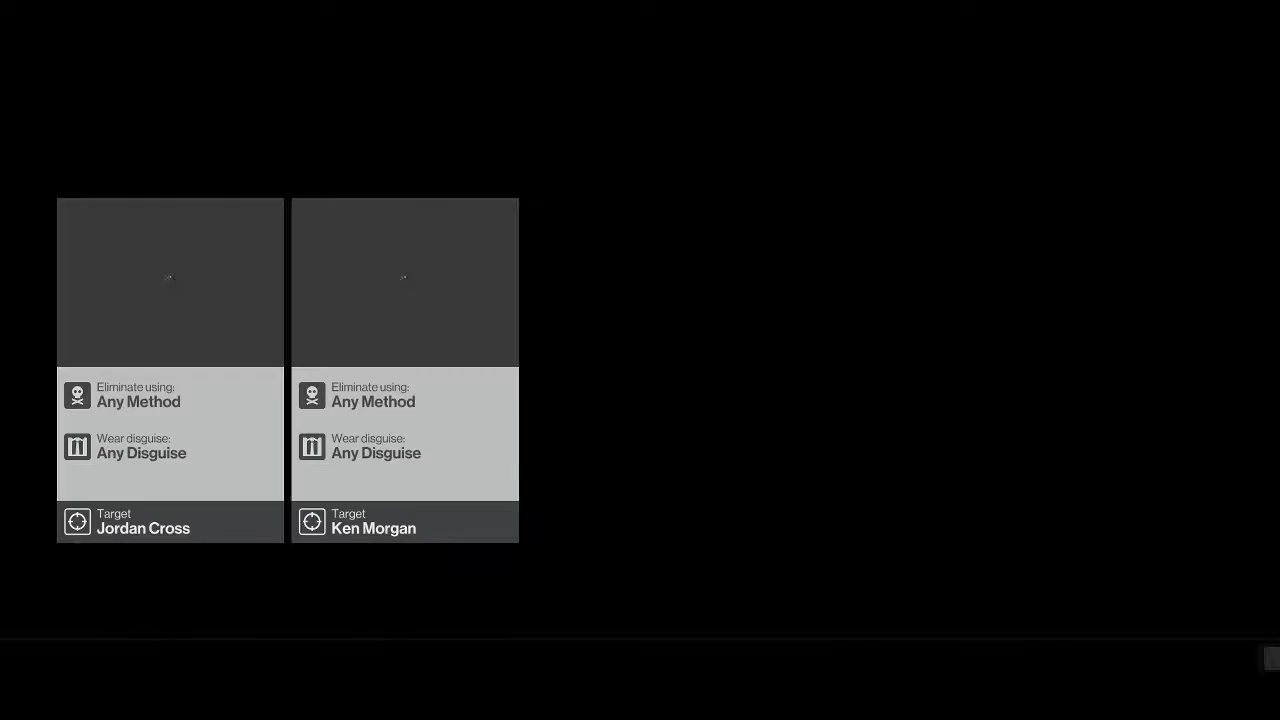 Eliminate using:
Any Method
Wear disguise:
Any Disguise
Target
Jordan Cross
Eliminate using:
Any Method
Wear disguise:
Any Disguise
Target
Ken Morgan